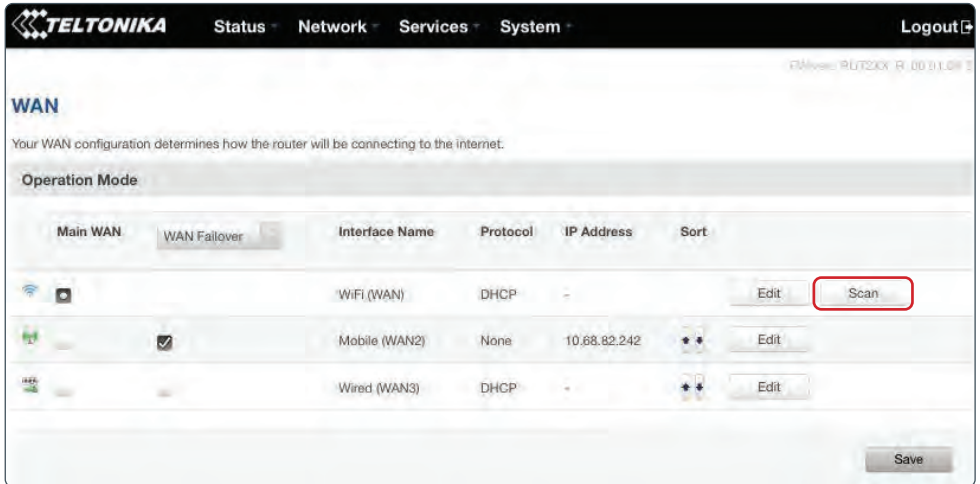 TELTONIKA Status Network Services System Logout
WAN
Your WAN configuration determines how the router will be connecting to the internet.
Operation Mode
Main WAN WAN Failover Interface Name Protocol IP Address Sort
WiFi (WAN) DHCP - Edit Scan
Mobile (WAN2) None 10.68.82.242 Edit
Wired (WAN3) DHCP - Edit
Save